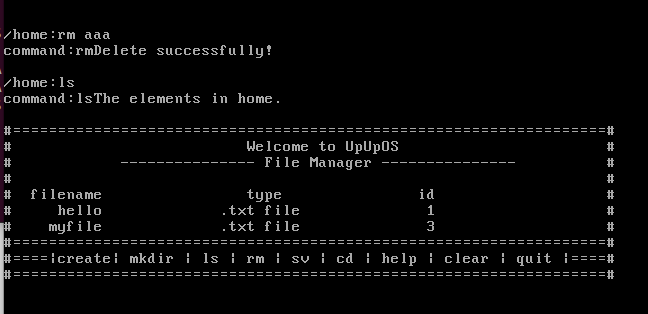 /home:rm aaa
command:rmDelete successfully!
/home:ls
command:lsThe elements in home.
#==================================================================#
# Welcome to UpUpOS #
# --------------- File Manager --------------- #
# #
# filename type id #
# hello .txt file 1 #
# myfile .txt file 3 #
#==================================================================#
#====¦create¦ mkdir ¦ ls ¦ rm ¦ sv ¦ cd ¦ help ¦ clear ¦ quit ¦====#
#==================================================================#